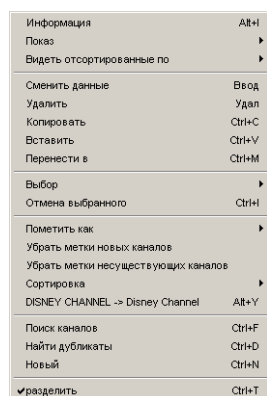 Информация Alt+I
Показ
Видеть отсортированные по
Сменить данные Ввод
Удалить Удал
Копировать Ctrl+C
Вставить Ctrl+V
Перенести в Ctrl+M
Выбор
Отмена выбранного Ctrl+I
Пометить как
Убрать метки новых каналов
Убрать метки несуществующих каналов
Сортировка
DISNEY CHANNEL -> Disney Channel Alt+Y
Поиск каналов Ctrl+F
Найти дубликаты Ctrl+D
Новый Ctrl+N
разделить Ctrl+T